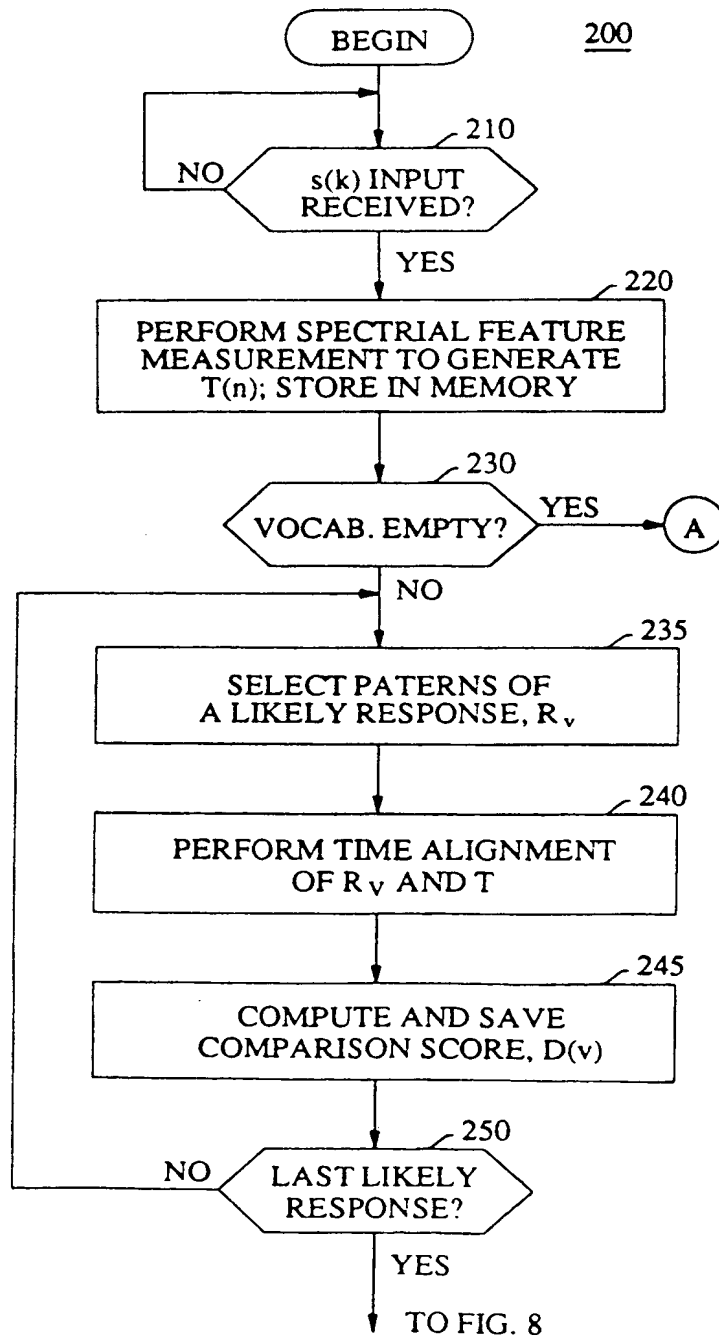 BEGIN
200
210
NO
s(k) INPUT
RECEIVED?
YES
220
PERFORM SPECTRIAL FEATURE
MEASUREMENT TO GENERATE
T(n); STORE IN MEMORY
230
VOCAB. EMPTY?
YES
A
NO
235
SELECT PATERNS OF
A LIKELY RESPONSE, Rv
240
PERFORM TIME ALIGNMENT
OF Rv AND T
245
COMPUTE AND SAVE
COMPARISON SCORE, D(v)
250
NO
LAST LIKELY
RESPONSE?
YES
TO FIG. 8